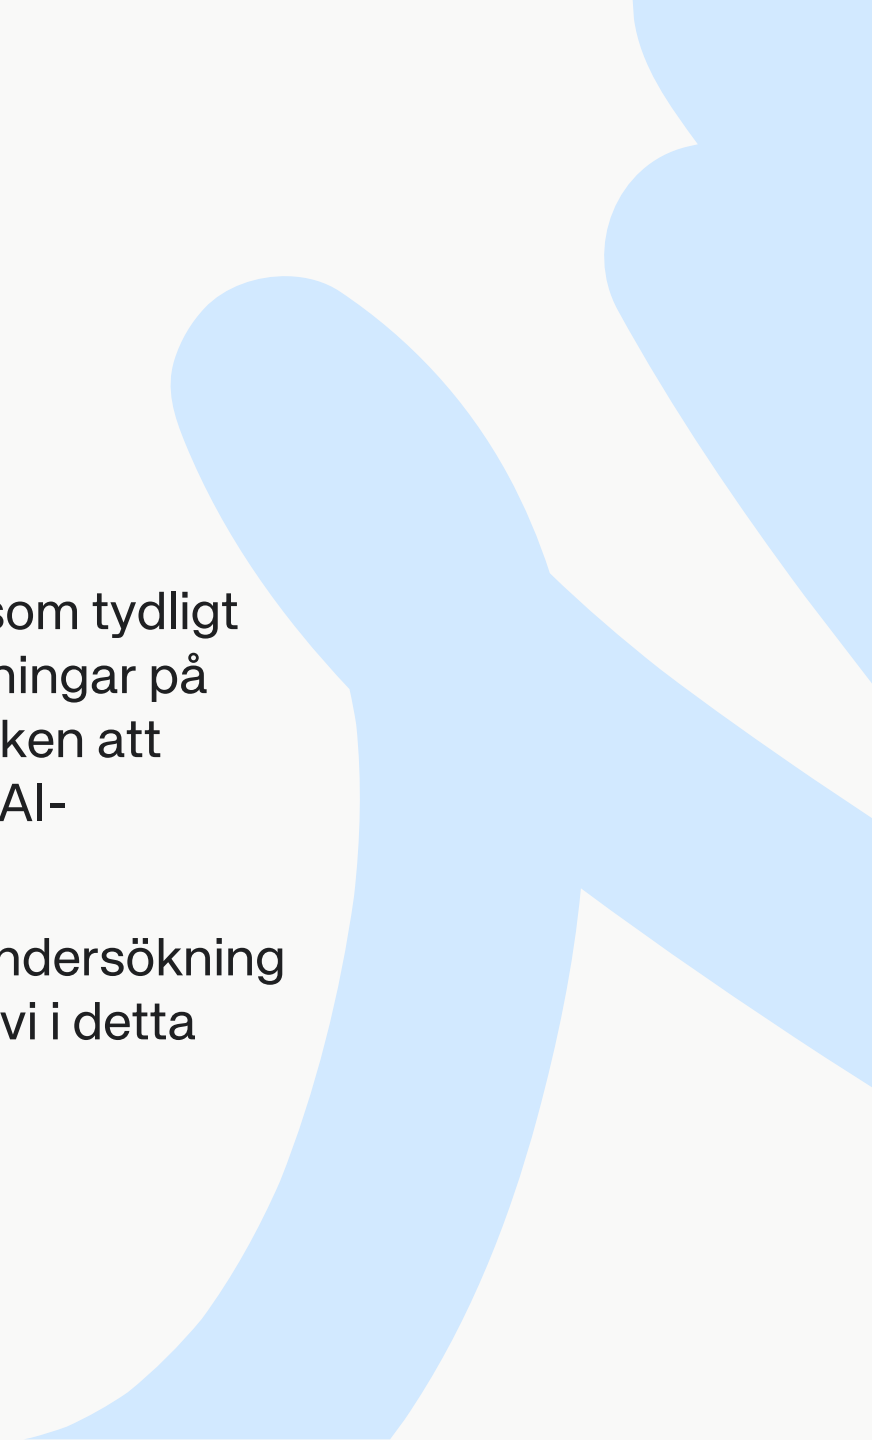 som tydligt
ningar på
ken att
AI-
ndersökning
vi i detta